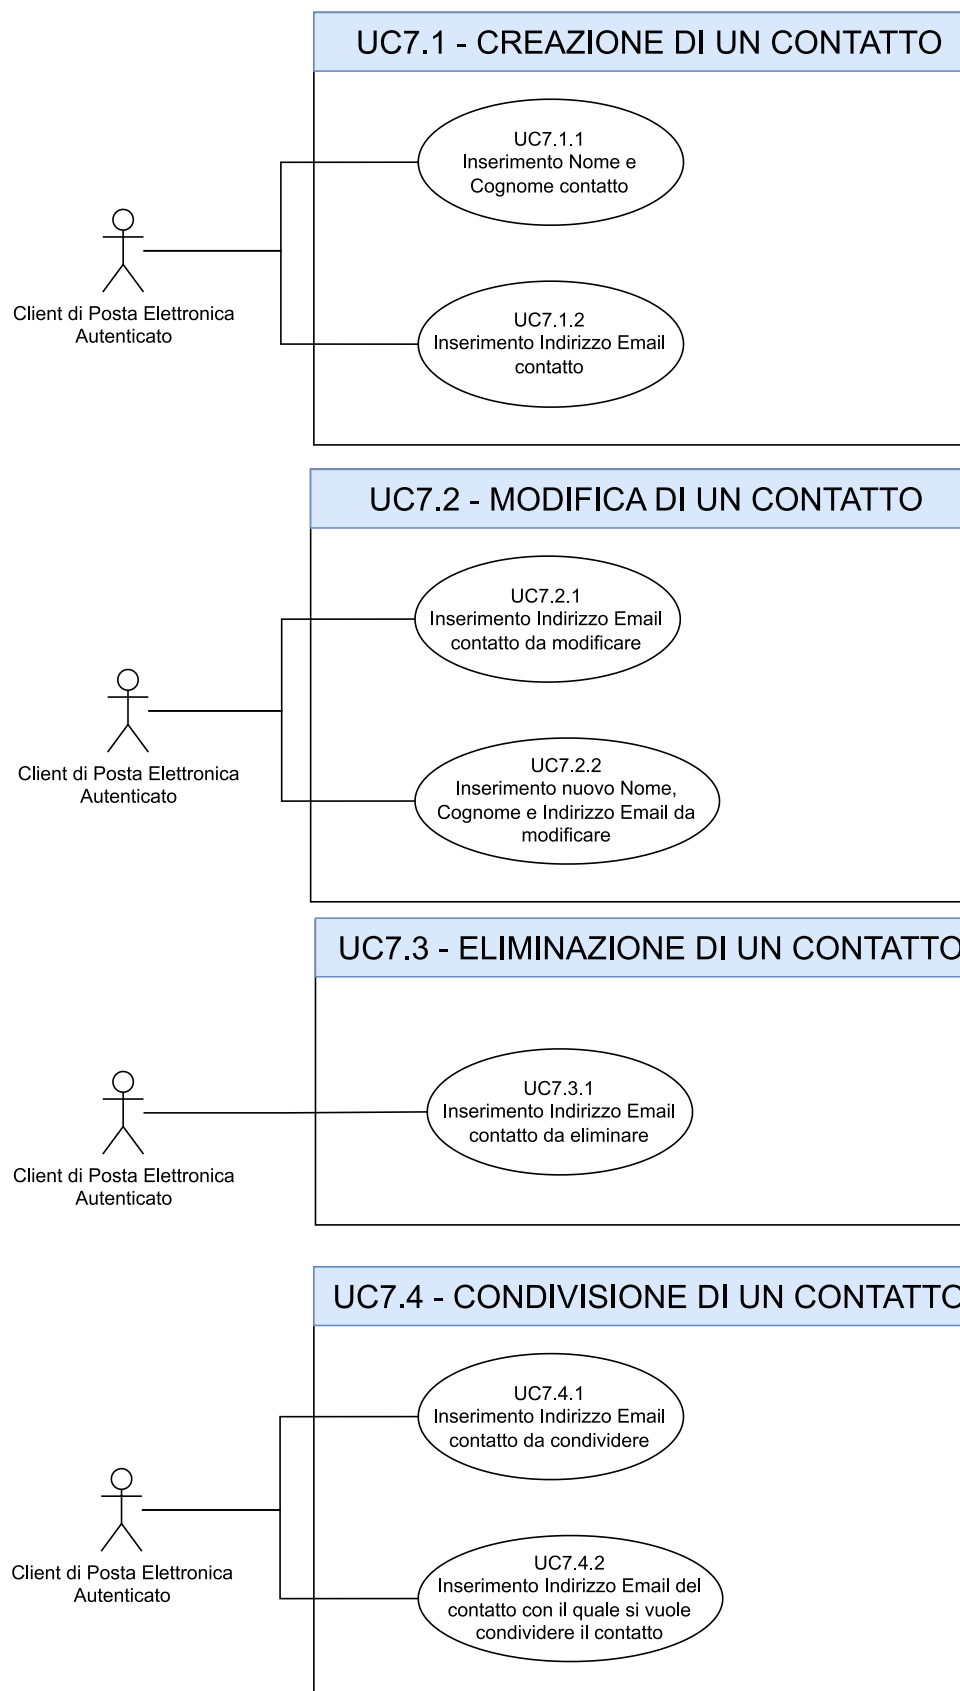 UC7.1 - CREAZIONE DI UN CONTATTO
UC7.1.1
Inserimento Nome e
Cognome contatto
Client di Posta Elettronica
Autenticato
UC7.1.2
Inserimento Indirizzo Email
contatto
UC7.2 - MODIFICA DI UN CONTATTO
UC7.2.1
Inserimento Indirizzo Email
contatto da modificare
Client di Posta Elettronica
Autenticato
UC7.2.2
Inserimento nuovo Nome,
Cognome e Indirizzo Email da
modificare
UC7.3 - ELIMINAZIONE DI UN CONTATTO
UC7.3.1
Inserimento Indirizzo Email
contatto da eliminare
Client di Posta Elettronica
Autenticato
UC7.4 - CONDIVISIONE DI UN CONTATTO
UC7.4.1
Inserimento Indirizzo Email
contatto da condividere
Client di Posta Elettronica
Autenticato
UC7.4.2
Inserimento Indirizzo Email del
contatto con il quale si vuole
condividere il contatto